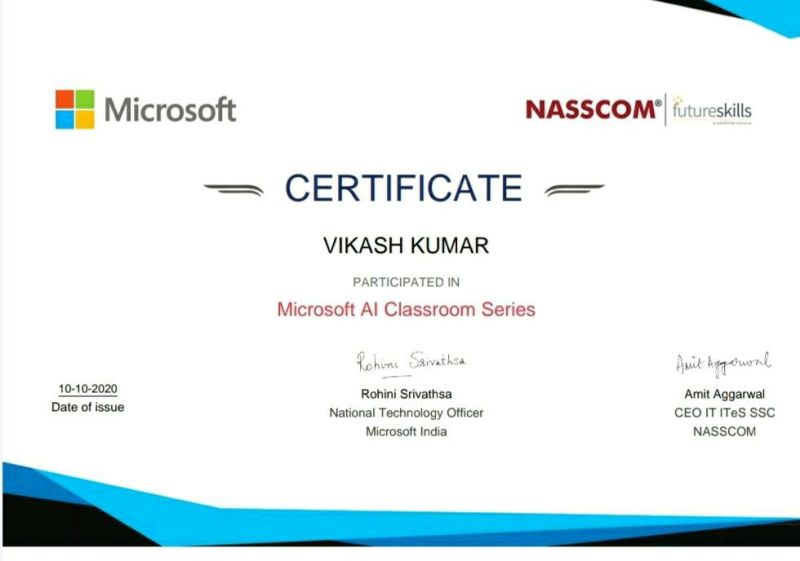 Microsoft
NASSCOM® | futureskills
CERTIFICATE
VIKASH KUMAR
PARTICIPATED IN
Microsoft AI Classroom Series
Rohini Srivathsa
Amit Aggarwal
10-10-2020
Date of issue
Rohini Srivathsa
National Technology Officer
Microsoft India
Amit Aggarwal
CEO IT ITeS SSC
NASSCOM